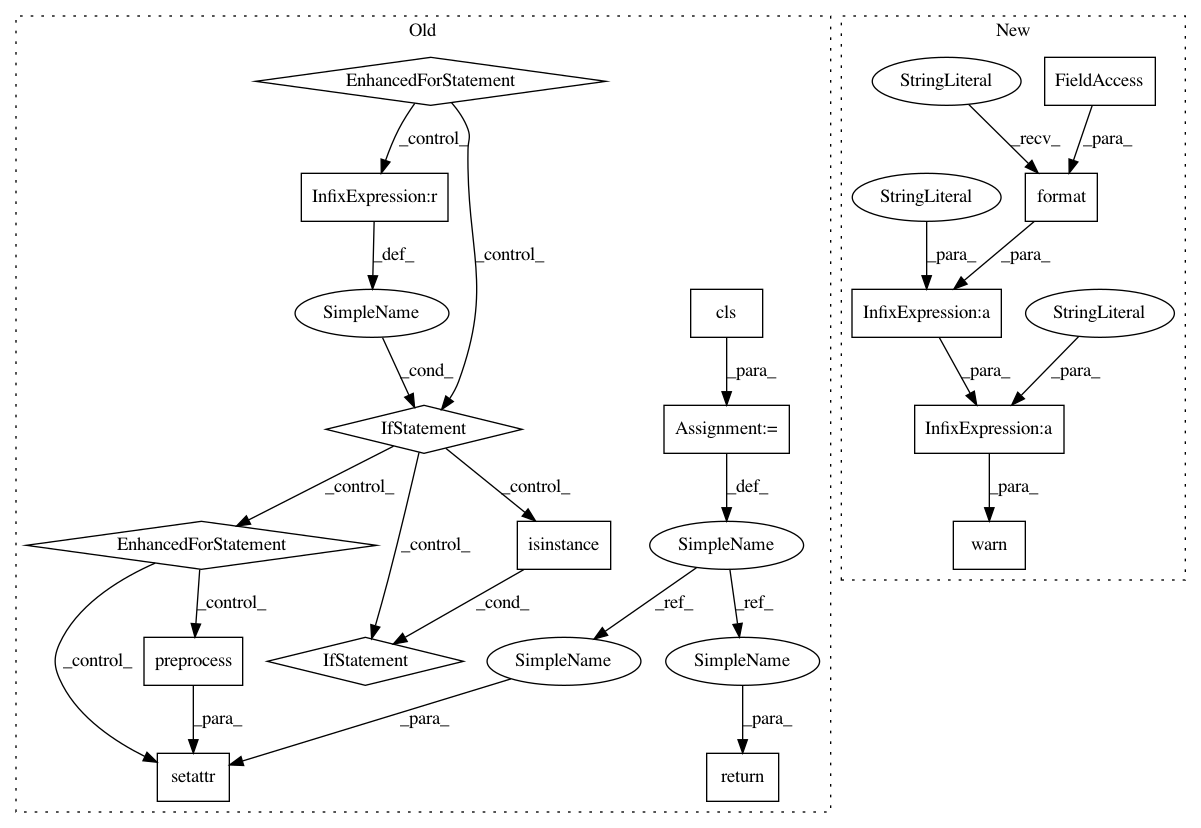 Old
New
EnhancedForStatement
StringLiteral
FieldAccess
_control_
_recv_
_para_
InfixExpression:r
StringLiteral
format
_def_
_control_
_para_
_para_
SimpleName
cls
InfixExpression:a
StringLiteral
_cond_
_para_
_para_
_para_
IfStatement
Assignment:=
InfixExpression:a
_control_
_control_
_def_
_para_
_control_
EnhancedForStatement
isinstance
SimpleName
warn
_control_
_cond_
_ref_
_ref_
_control_
preprocess
IfStatement
SimpleName
SimpleName
_para_
_para_
_para_
setattr
return